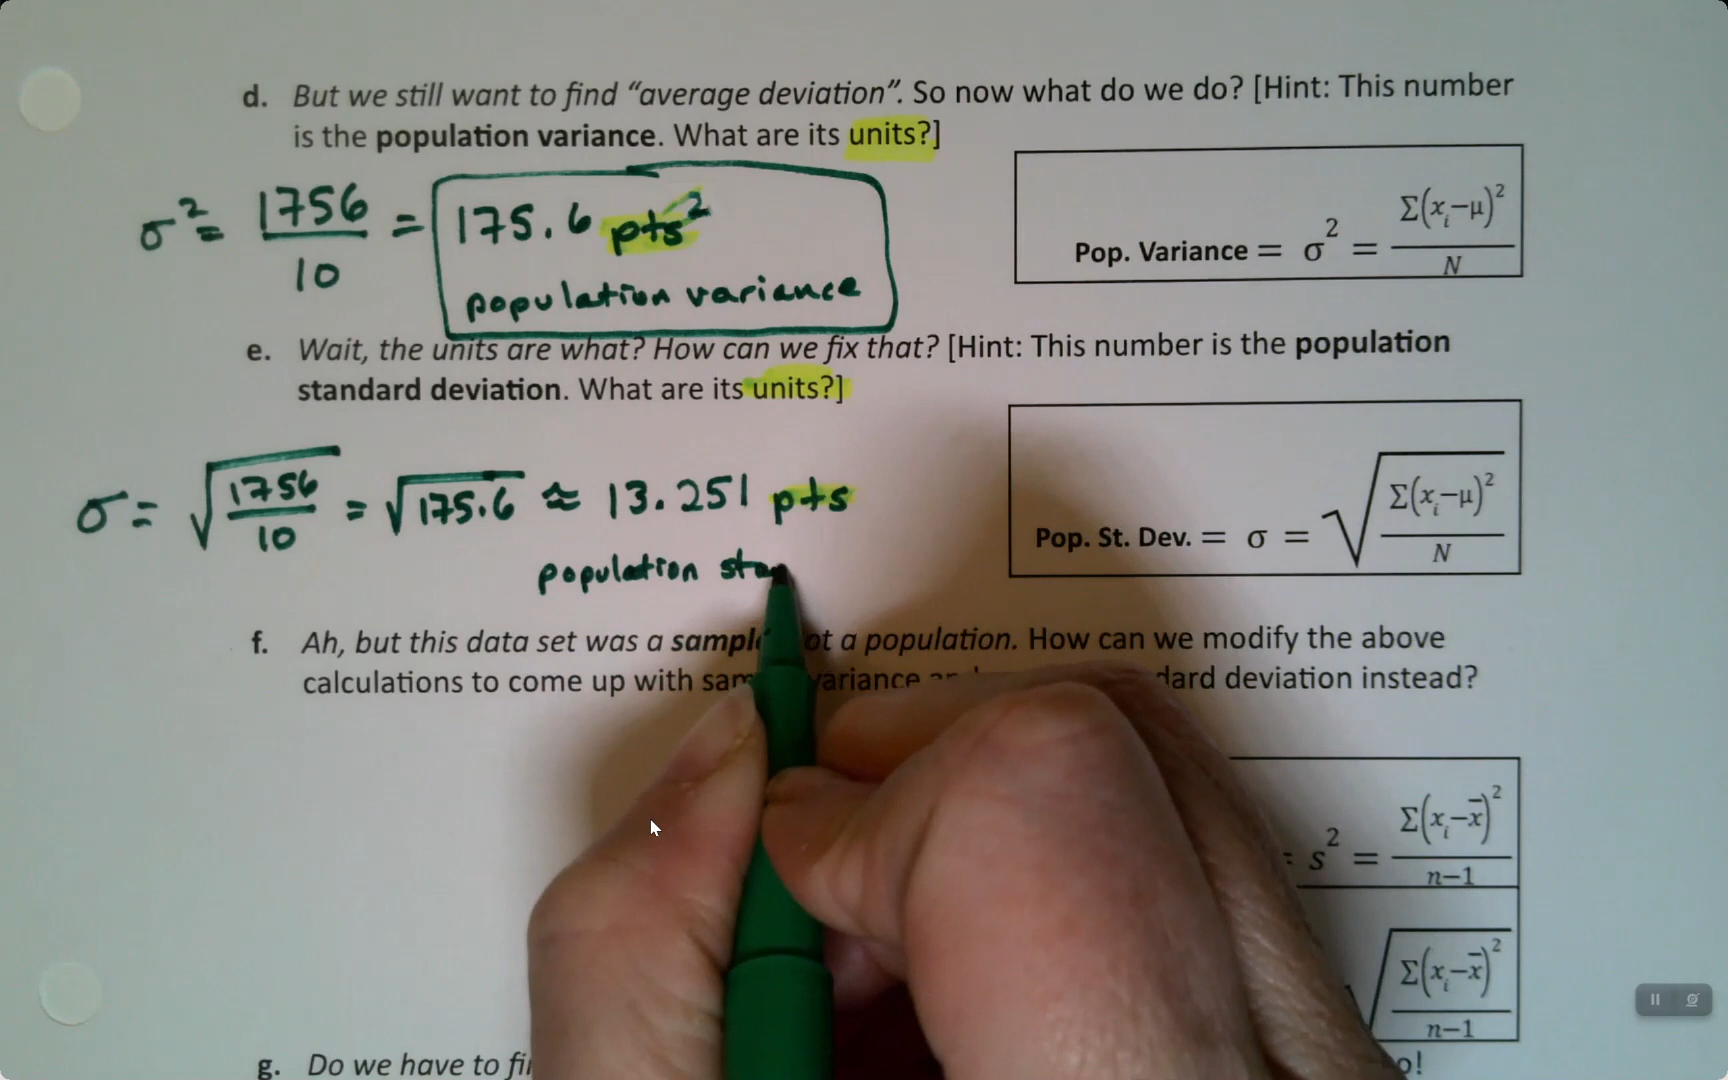 d. But we still want to find “average deviation”. So now what do we do? [Hint: This number
is the population variance. What are its units?]
σ² = 1756/10 = 175.6 pts²
population variance
Pop. Variance = σ² = Σ(xᵢ−μ)²/N
e. Wait, the units are what? How can we fix that? [Hint: This number is the population
standard deviation. What are its units?]
σ = √(1756/10) = √175.6 ≈ 13.251 pts
population sta
Pop. St. Dev. = σ = √(Σ(xᵢ−μ)²/N)
f. Ah, but this data set was a sampl ot a population. How can we modify the above
calculations to come up with sam variance dard deviation instead?
= s² = Σ(xᵢ−x̄)²/n−1
√(Σ(xᵢ−x̄)²/n−1)
g. Do we have to fi o!